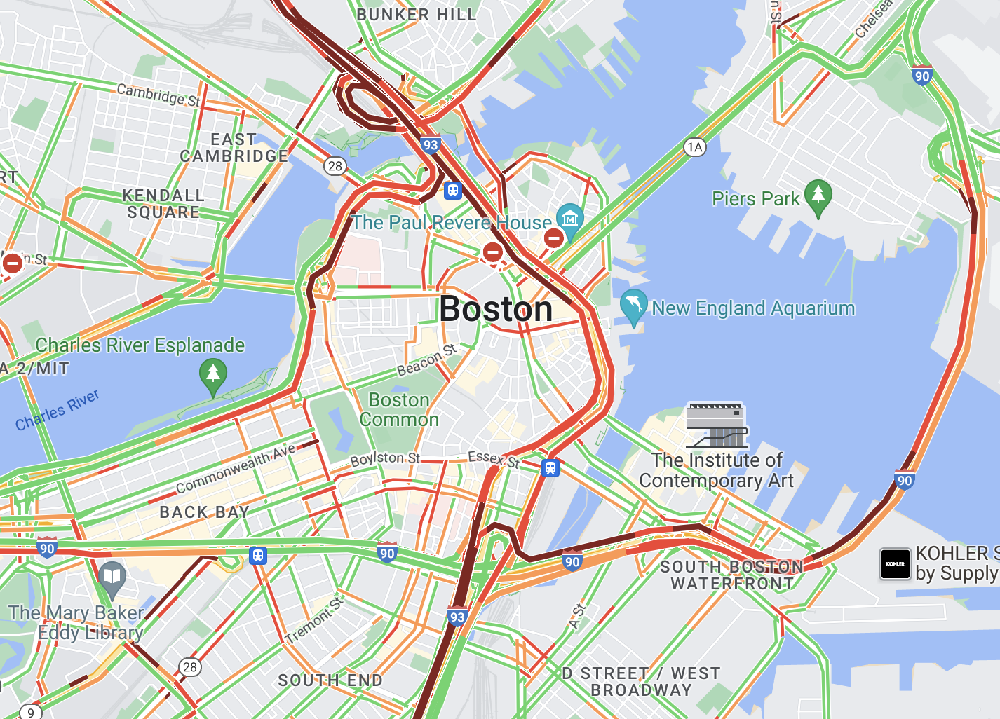 BUNKER HILL
n St
Chelsea
90
Cambridge St
EAST
CAMBRIDGE
93
1A
28
RT
KENDALL
SQUARE
Piers Park
The Paul Revere House
M
n St
Boston
New England Aquarium
Charles River Esplanade
A 2/MIT
Beacon St
Charles River
Boston
Common
The Institute of
Contemporary Art
Commonwealth Ave
Boylston St
Essex St
90
BACK BAY
90
90
90
KOHLER
KOHLER S
by Supply
SOUTH BOSTON
WATERFRONT
The Mary Baker
Eddy Library
Tremont St
93
A St
28
SOUTH END
D STREET / WEST
BROADWAY
9